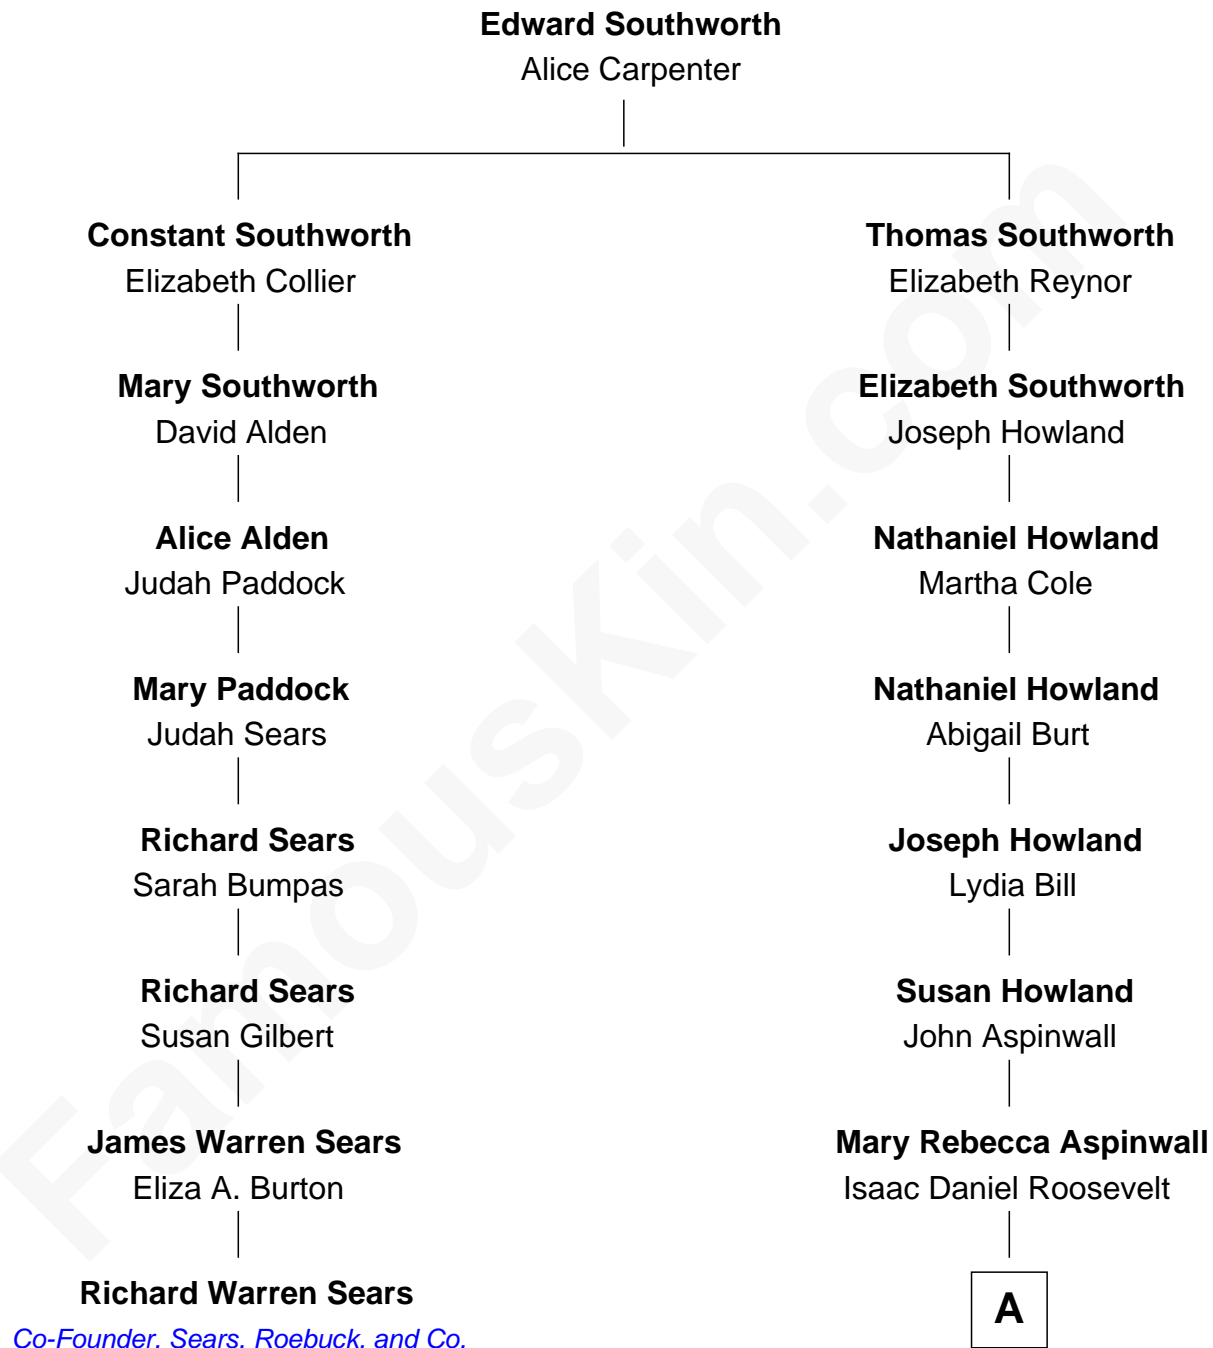 Edward Southworth
Alice Carpenter
Constant Southworth
Elizabeth Collier
Thomas Southworth
Elizabeth Reynor
Mary Southworth
David Alden
Elizabeth Southworth
Joseph Howland
Alice Alden
Judah Paddock
Nathaniel Howland
Martha Cole
Mary Paddock
Judah Sears
Nathaniel Howland
Abigail Burt
Richard Sears
Sarah Bumpas
Joseph Howland
Lydia Bill
Richard Sears
Susan Gilbert
Susan Howland
John Aspinwall
James Warren Sears
Eliza A. Burton
Mary Rebecca Aspinwall
Isaac Daniel Roosevelt
Richard Warren Sears
Co-Founder, Sears, Roebuck, and Co.
A
FamousKin.com